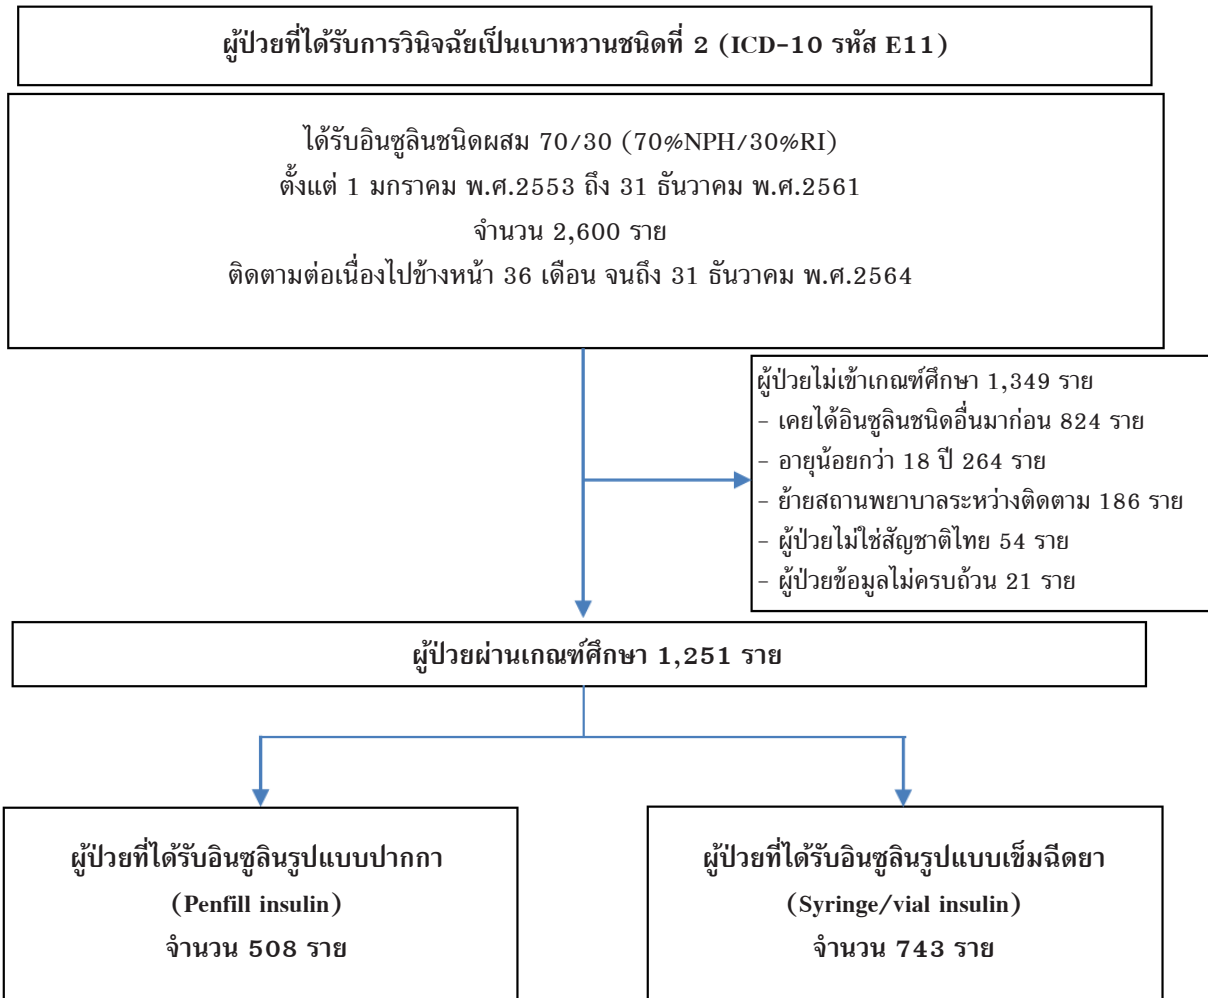 ผู้ป่วยที่ได้รับการวินิจฉัยเป็นเบาหวานชนิดที่ 2 (ICD-10 รหัส E11)
ได้รับอินซูลินชนิดผสม 70/30 (70%NPH/30%RI)
ตั้งแต่ 1 มกราคม พ.ศ.2553 ถึง 31 ธันวาคม พ.ศ.2561
จำนวน 2,600 ราย
ติดตามต่อเนื่องไปข้างหน้า 36 เดือน จนถึง 31 ธันวาคม พ.ศ.2564
ผู้ป่วยไม่เข้าเกณฑ์ศึกษา 1,349 ราย
- เคยได้อินซูลินชนิดอื่นมาก่อน 824 ราย
- อายุน้อยกว่า 18 ปี 264 ราย
- ย้ายสถานพยาบาลระหว่างติดตาม 186 ราย
- ผู้ป่วยไม่ใช่สัญชาติไทย 54 ราย
- ผู้ป่วยข้อมูลไม่ครบถ้วน 21 ราย
ผู้ป่วยผ่านเกณฑ์ศึกษา 1,251 ราย
ผู้ป่วยที่ได้รับอินซูลินรูปแบบปากกา
(Penfill insulin)
จำนวน 508 ราย
ผู้ป่วยที่ได้รับอินซูลินรูปแบบเข็มฉีดยา
(Syringe/vial insulin)
จำนวน 743 ราย